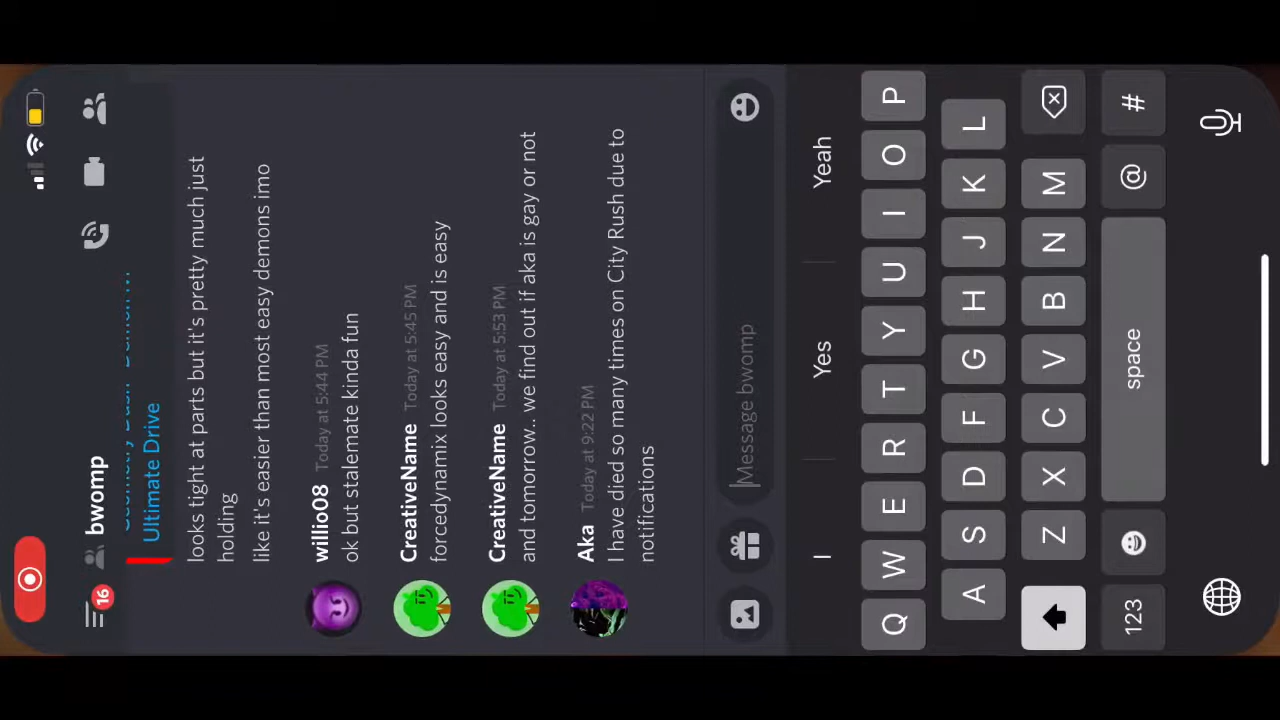 16
bwomp
Ultimate Drive
looks tight at parts but it's pretty much just
holding
like it's easier than most easy demons imo
willio08 Today at 5:44 PM
ok but stalemate kinda fun
CreativeName Today at 5:45 PM
forcedynamix looks easy and is easy
CreativeName Today at 5:53 PM
and tomorrow.. we find out if aka is gay or not
Aka Today at 9:22 PM
I have died so many times on City Rush due to
notifications
Message bwomp
I Yes Yeah
Q W E R T Y U I O P
A S D F G H J K L
Z X C V B N M
123 space @ #